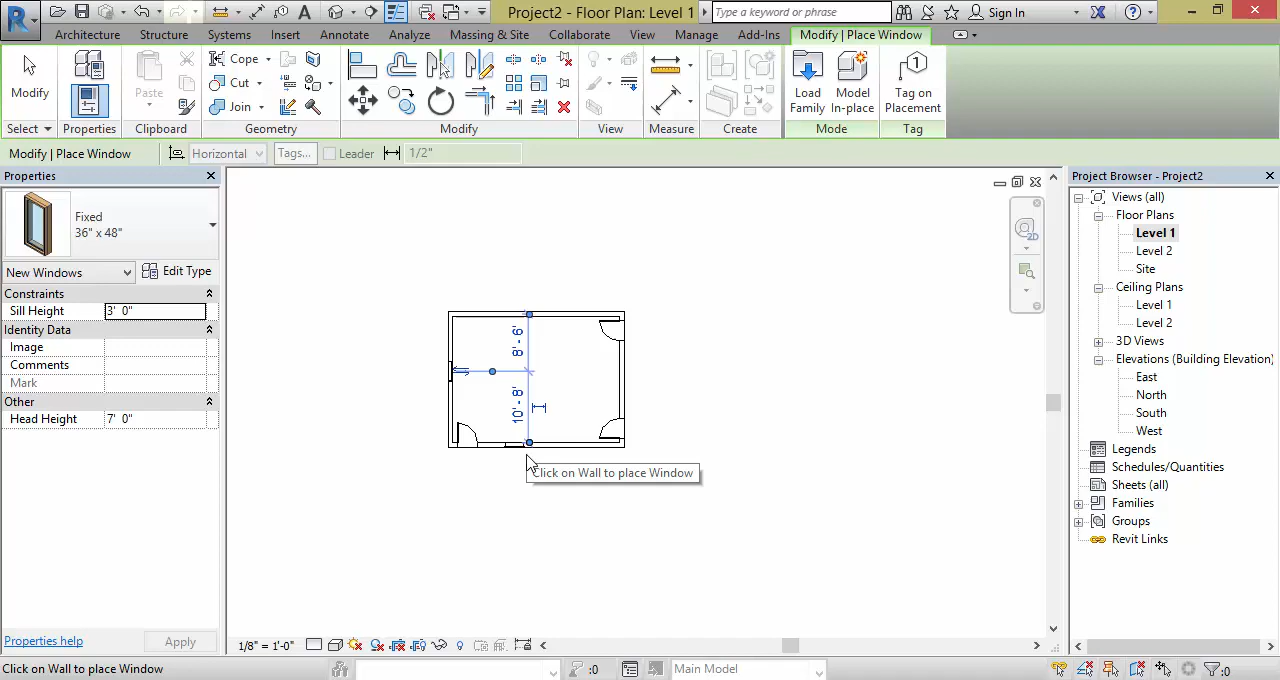 Project2 - Floor Plan: Level 1
Type a keyword or phrase
Sign In
Architecture
Structure
Systems
Insert
Annotate
Analyze
Massing & Site
Collaborate
View
Manage
Add-Ins
Modify | Place Window
Modify
Paste
Cope
Cut
Join
Load Family
Model In-place
Tag on Placement
Select
Properties
Clipboard
Geometry
Modify
View
Measure
Create
Mode
Tag
Modify | Place Window
Horizontal
Tags...
Leader
1/2"
Properties
Fixed
36" x 48"
New Windows
Edit Type
Constraints
Sill Height 3' 0"
Identity Data
Image
Comments
Mark
Other
Head Height 7' 0"
Properties help
Apply
8' - 6"
10' - 8"
Click on Wall to place Window
2D
Project Browser - Project2
Views (all)
Floor Plans
Level 1
Level 2
Site
Ceiling Plans
Level 1
Level 2
3D Views
Elevations (Building Elevation)
East
North
South
West
Legends
Schedules/Quantities
Sheets (all)
Families
Groups
Revit Links
1/8" = 1'-0"
Click on Wall to place Window
:0
Main Model
:0